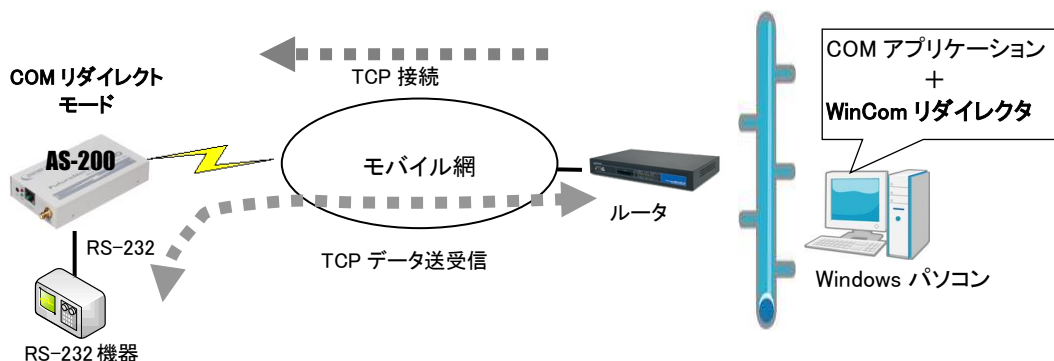 COM リダイレクト
モード
AS-200
RS-232
RS-232 機器
TCP 接続
モバイル網
TCP データ送受信
ルータ
COM アプリケーション
+
WinCom リダイレクタ
Windows パソコン